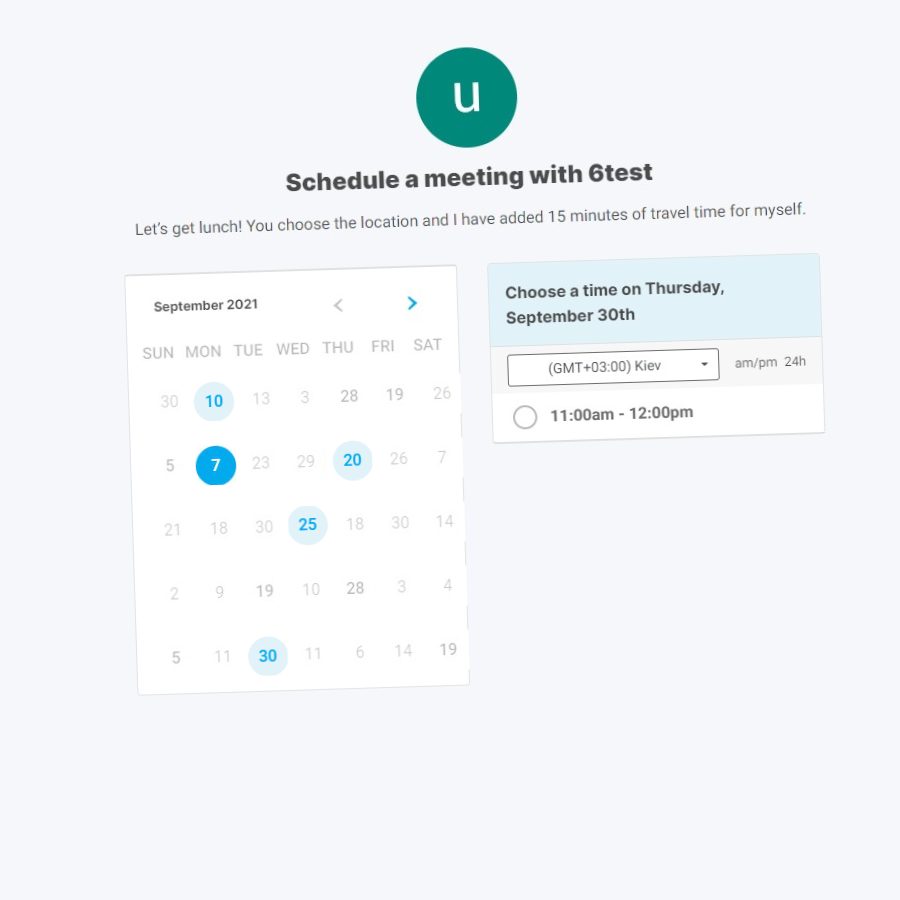 u
Schedule a meeting with 6test
Let's get lunch! You choose the location and I have added 15 minutes of travel time for myself.
September 2021
SUN MON TUE WED THU FRI SAT
30 10 13 3 28 19 26
5 7 23 29 20 26 7
21 18 30 25 18 30 14
2 9 19 10 28 3 4
5 11 30 11 6 14 19
Choose a time on Thursday,
September 30th
(GMT+03:00) Kiev am/pm 24h
11:00am - 12:00pm